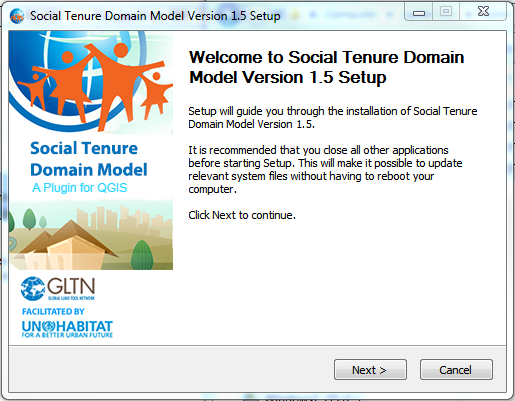 Social Tenure Domain Model Version 1.5 Setup
Welcome to Social Tenure Domain
Model Version 1.5 Setup
Setup will guide you through the installation of Social Tenure
Domain Model Version 1.5.
It is recommended that you close all other applications
before starting Setup. This will make it possible to update
relevant system files without having to reboot your
computer.
Click Next to continue.
Social Tenure
Domain Model
A Plugin for QGIS
GLTN
GLOBAL LAND TOOL NETWORK
FACILITATED BY
UN HABITAT
FOR A BETTER URBAN FUTURE
Next >
Cancel